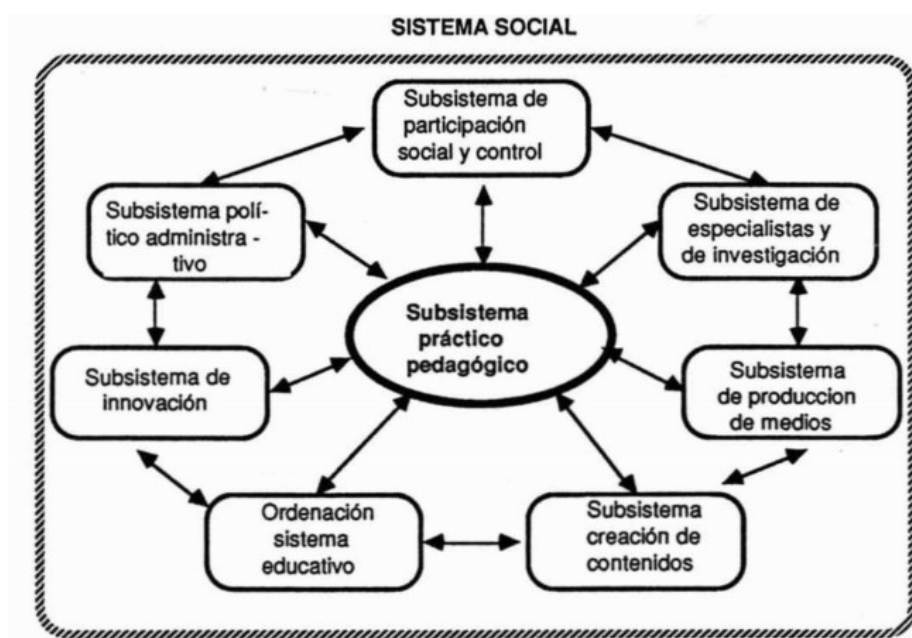 SISTEMA SOCIAL
Subsistema de
participación
social y control
Subsistema polí-
tico administra -
tivo
Subsistema de
especialistas y
de investigación
Subsistema
práctico
pedagógico
Subsistema de
innovación
Subsistema
de produccion
de medios
Ordenación
sistema
educativo
Subsistema
creación de
contenidos